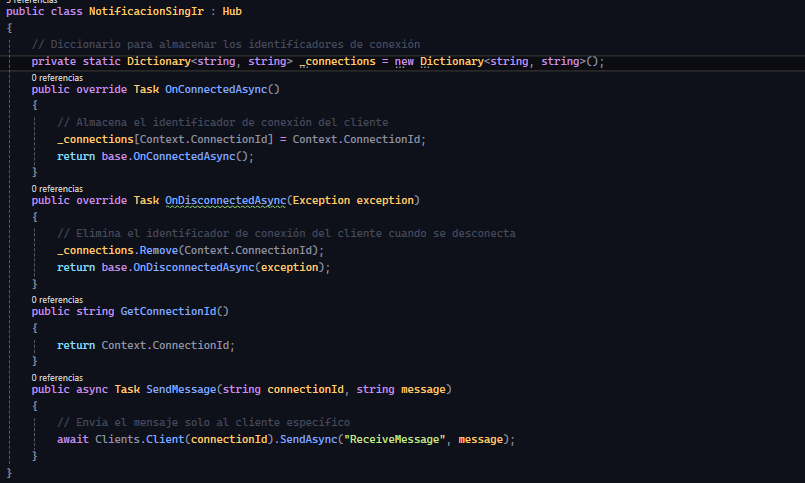 5 referencias
public class NotificacionSingIr : Hub
{
// Diccionario para almacenar los identificadores de conexión
private static Dictionary<string, string> _connections = new Dictionary<string, string>();
0 referencias
public override Task OnConnectedAsync()
{
// Almacena el identificador de conexión del cliente
_connections[Context.ConnectionId] = Context.ConnectionId;
return base.OnConnectedAsync();
}
0 referencias
public override Task OnDisconnectedAsync(Exception exception)
{
// Elimina el identificador de conexión del cliente cuando se desconecta
_connections.Remove(Context.ConnectionId);
return base.OnDisconnectedAsync(exception);
}
0 referencias
public string GetConnectionId()
{
return Context.ConnectionId;
}
0 referencias
public async Task SendMessage(string connectionId, string message)
{
// Envía el mensaje solo al cliente específico
await Clients.Client(connectionId).SendAsync("ReceiveMessage", message);
}
}